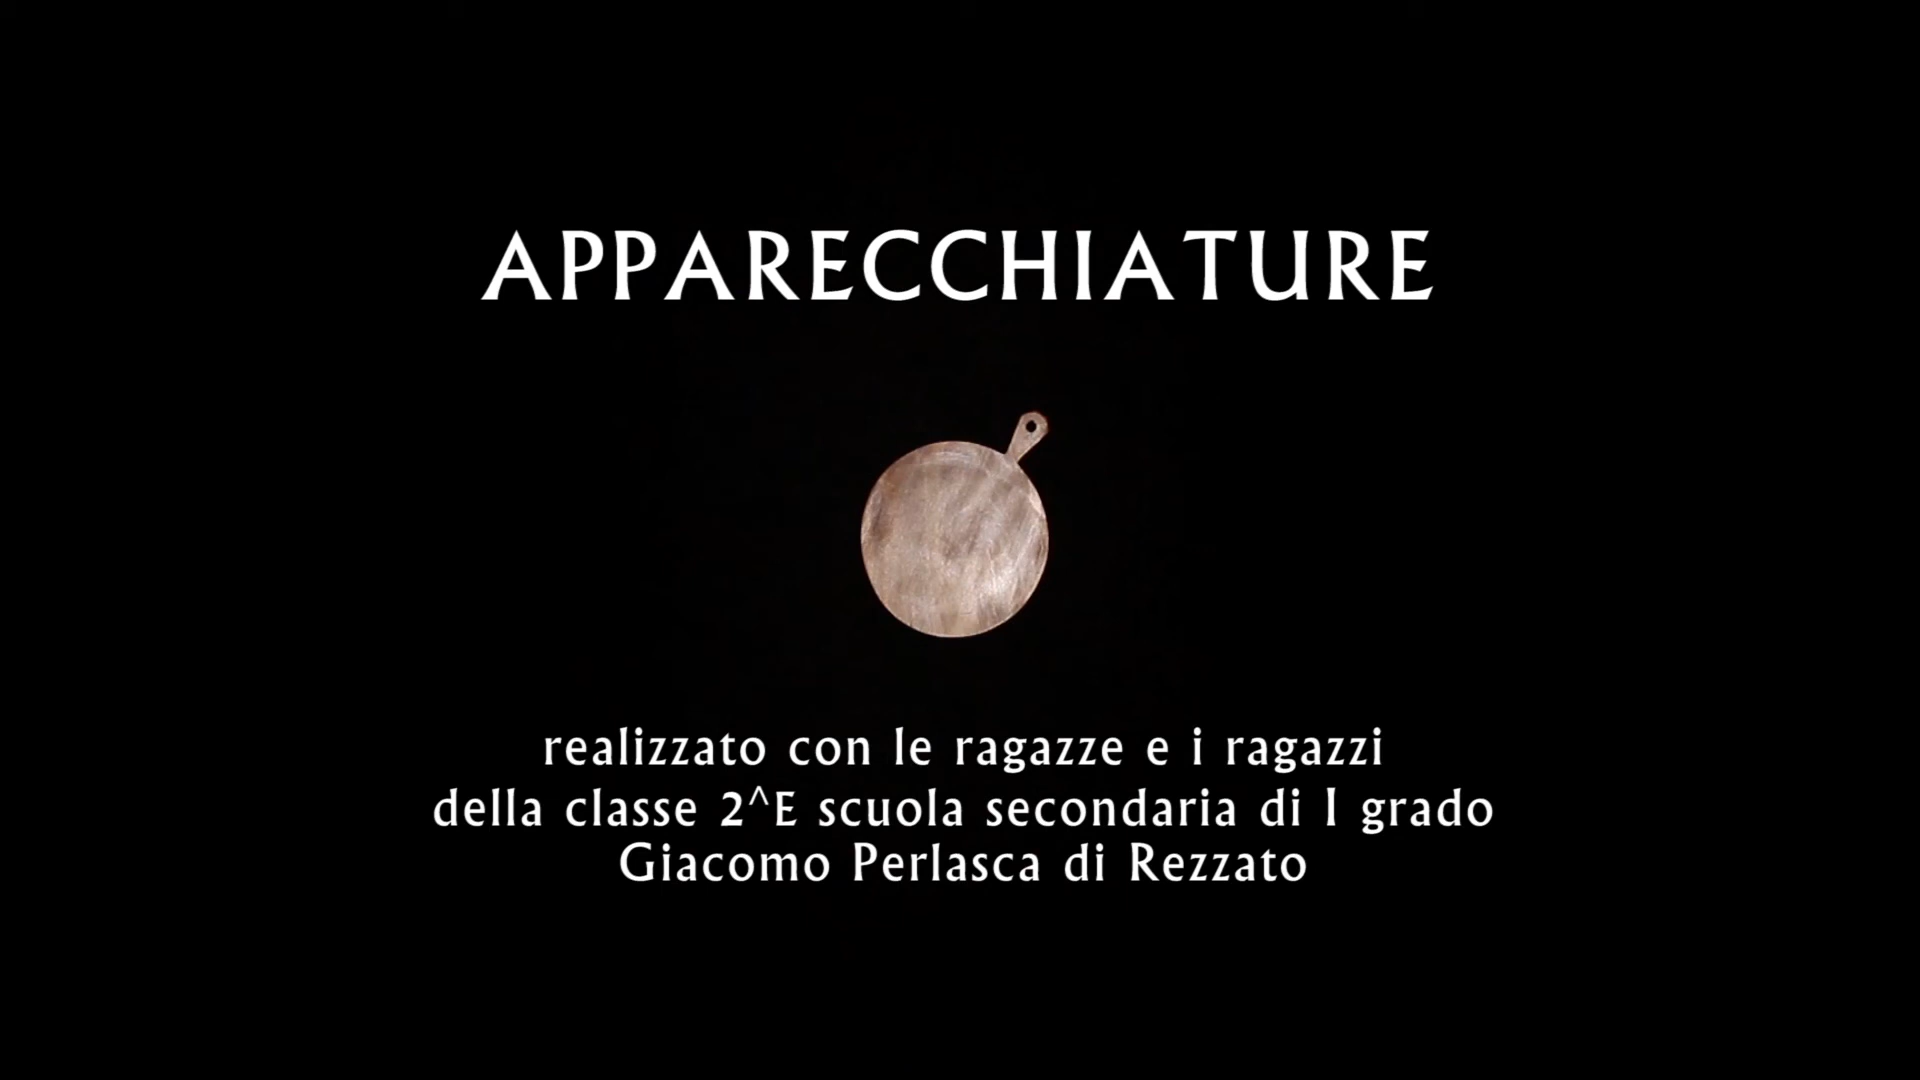 APPARECCHIATURE
realizzato con le ragazze e i ragazzi
della classe 2^E scuola secondaria di I grado
Giacomo Perlasca di Rezzato